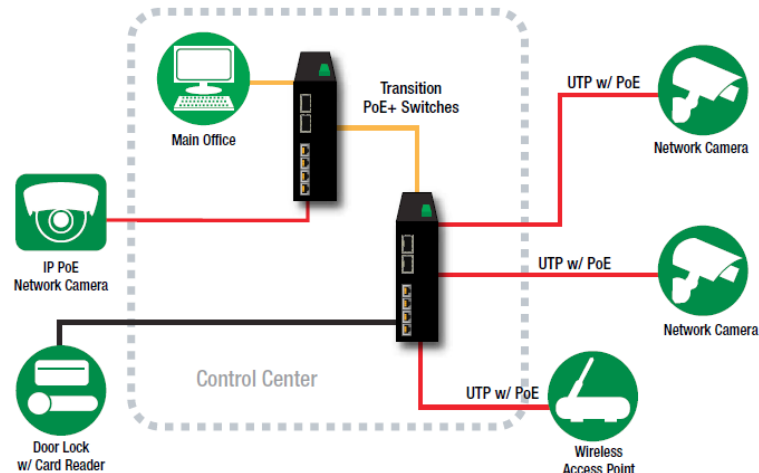 Main Office
Transition
PoE+ Switches
UTP w/ PoE
Network Camera
IP PoE
Network Camera
UTP w/ PoE
Network Camera
Control Center
UTP w/ PoE
Door Lock
w/ Card Reader
Wireless
Access Point